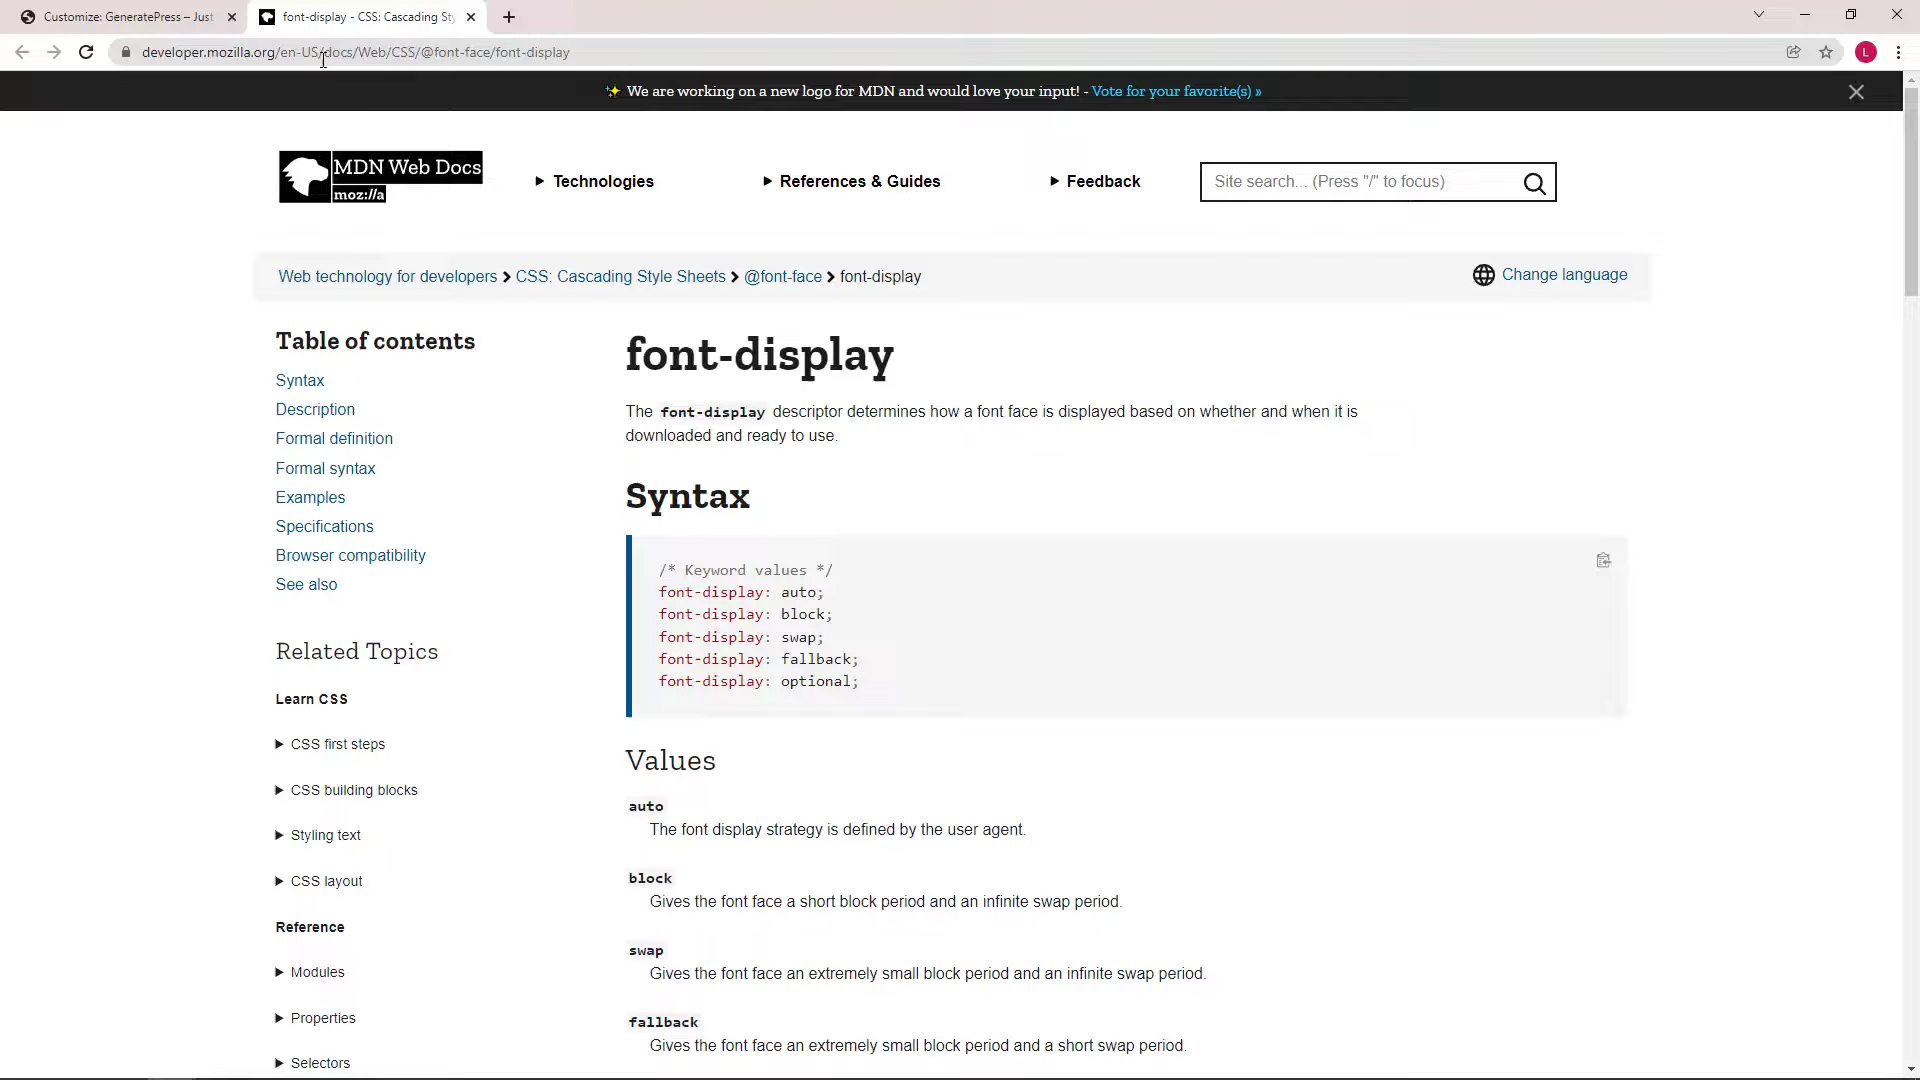 Customize: GeneratePress – Just
font-display - CSS: Cascading Sty
developer.mozilla.org/en-US/docs/Web/CSS/@font-face/font-display
L
✨ We are working on a new logo for MDN and would love your input! - Vote for your favorite(s) »
MDN Web Docs
moz://a
Technologies
References & Guides
Feedback
Site search... (Press "/" to focus)
Web technology for developers > CSS: Cascading Style Sheets > @font-face > font-display
Change language
Table of contents
Syntax
Description
Formal definition
Formal syntax
Examples
Specifications
Browser compatibility
See also
Related Topics
Learn CSS
CSS first steps
CSS building blocks
Styling text
CSS layout
Reference
Modules
Properties
Selectors
font-display
The font-display descriptor determines how a font face is displayed based on whether and when it is
downloaded and ready to use.
Syntax
/* Keyword values */
font-display: auto;
font-display: block;
font-display: swap;
font-display: fallback;
font-display: optional;
Values
auto
The font display strategy is defined by the user agent.
block
Gives the font face a short block period and an infinite swap period.
swap
Gives the font face an extremely small block period and an infinite swap period.
fallback
Gives the font face an extremely small block period and a short swap period.